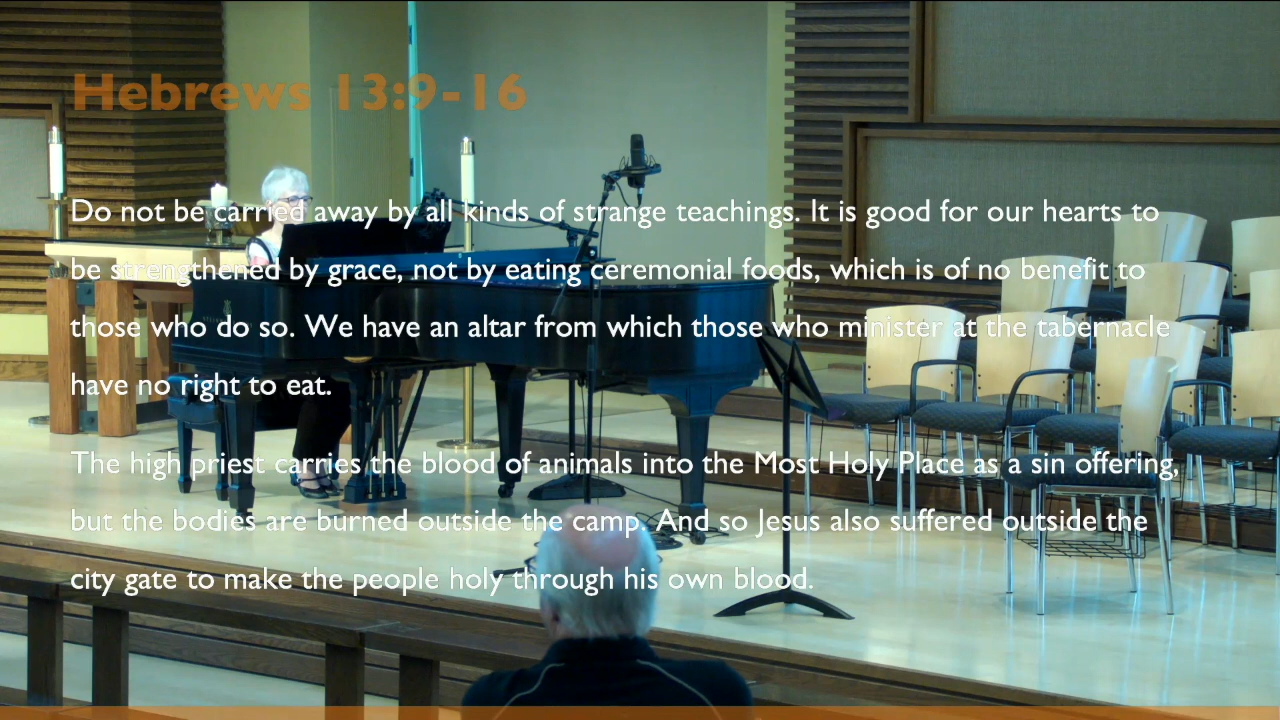 Hebrews 13:9-16
Do not be carried away by all kinds of strange teachings. It is good for our hearts to
be strengthened by grace, not by eating ceremonial foods, which is of no benefit to
those who do so. We have an altar from which those who minister at the tabernacle
have no right to eat.
The high priest carries the blood of animals into the Most Holy Place as a sin offering,
but the bodies are burned outside the camp. And so Jesus also suffered outside the
city gate to make the people holy through his own blood.